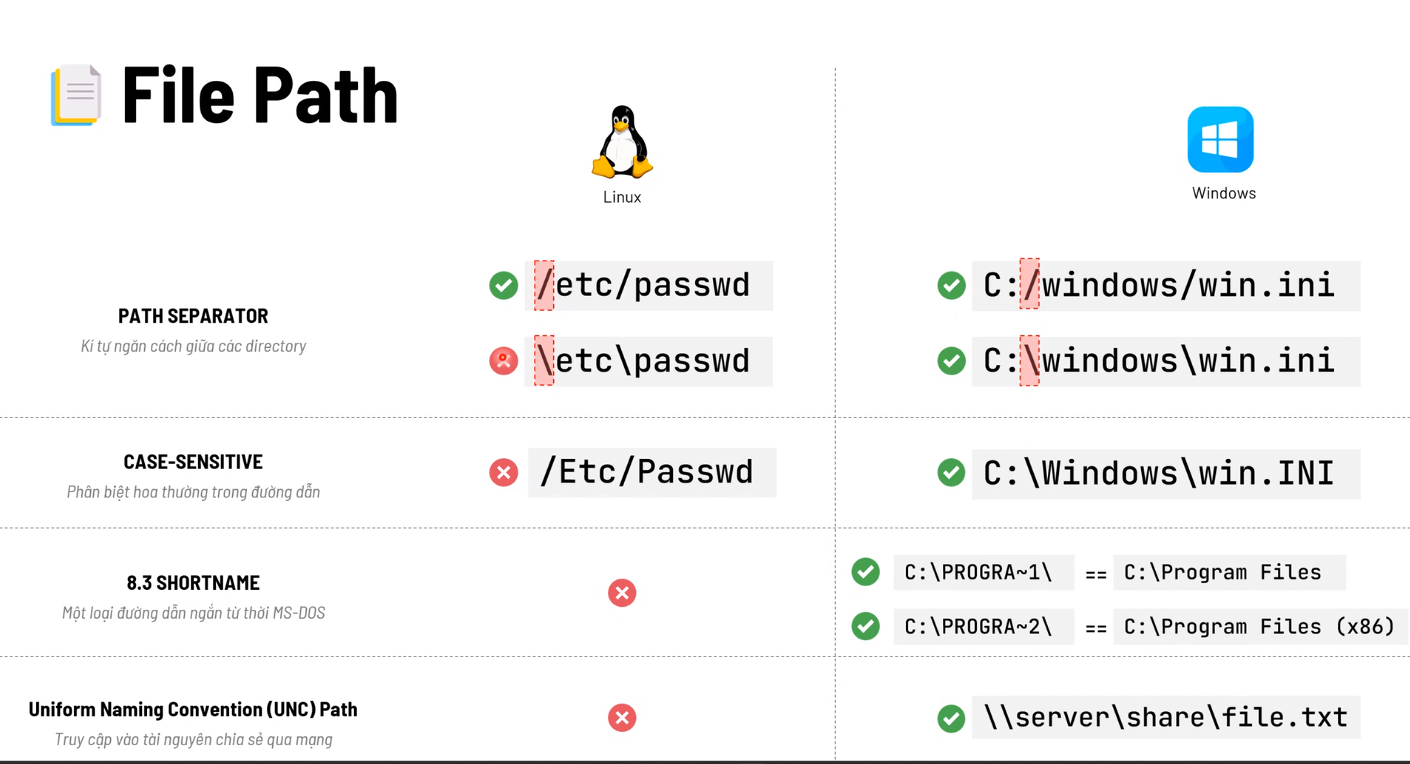 File Path
Linux
Windows
PATH SEPARATOR
Kí tự ngăn cách giữa các directory
/etc/passwd
C:/windows/win.ini
\etc\passwd
C:\windows\win.ini
CASE-SENSITIVE
Phân biệt hoa thường trong đường dẫn
/Etc/Passwd
C:\Windows\win.INI
8.3 SHORTNAME
Một loại đường dẫn ngắn từ thời MS-DOS
C:\PROGRA~1\ == C:\Program Files
C:\PROGRA~2\ == C:\Program Files (x86)
Uniform Naming Convention (UNC) Path
Truy cập vào tài nguyên chia sẻ qua mạng
\\server\share\file.txt